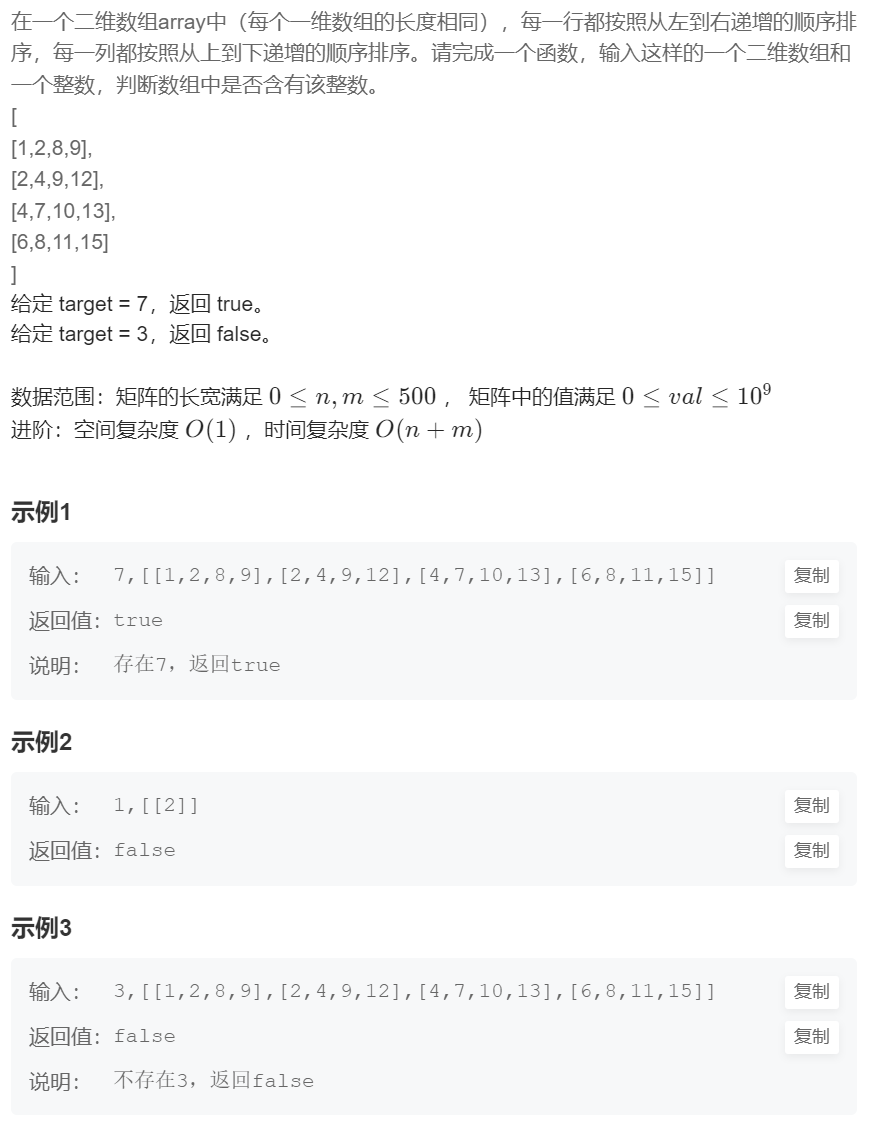 在一个二维数组array中（每个一维数组的长度相同），每一行都按照从左到右递增的顺序排
序，每一列都按照从上到下递增的顺序排序。请完成一个函数，输入这样的一个二维数组和
一个整数，判断数组中是否含有该整数。
[
[1,2,8,9],
[2,4,9,12],
[4,7,10,13],
[6,8,11,15]
]
给定 target = 7，返回 true。
给定 target = 3，返回 false。
数据范围：矩阵的长宽满足 0 ≤ n, m ≤ 500 ， 矩阵中的值满足 0 ≤ val ≤ 10⁹
进阶：空间复杂度 O(1) ，时间复杂度 O(n + m)
示例1
输入： 7,[[1,2,8,9],[2,4,9,12],[4,7,10,13],[6,8,11,15]] 复制
返回值： true 复制
说明： 存在7，返回true
示例2
输入： 1,[[2]] 复制
返回值： false 复制
示例3
输入： 3,[[1,2,8,9],[2,4,9,12],[4,7,10,13],[6,8,11,15]] 复制
返回值： false 复制
说明： 不存在3，返回false